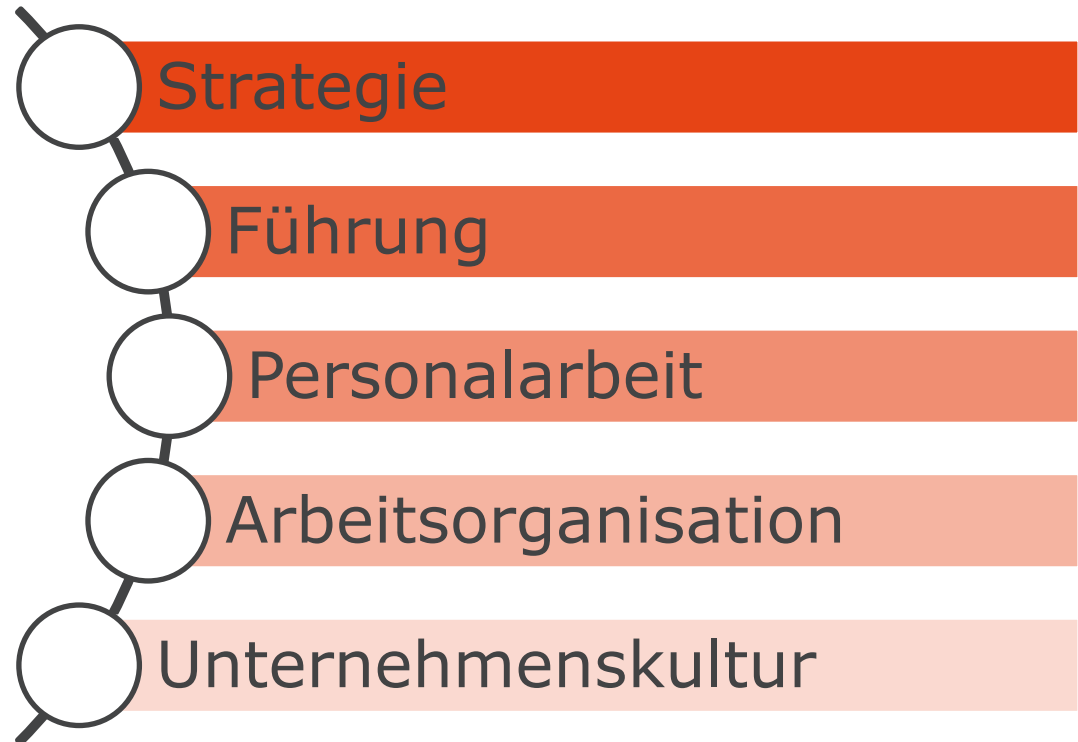 Strategie
Führung
Personalarbeit
Arbeitsorganisation
Unternehmenskultur